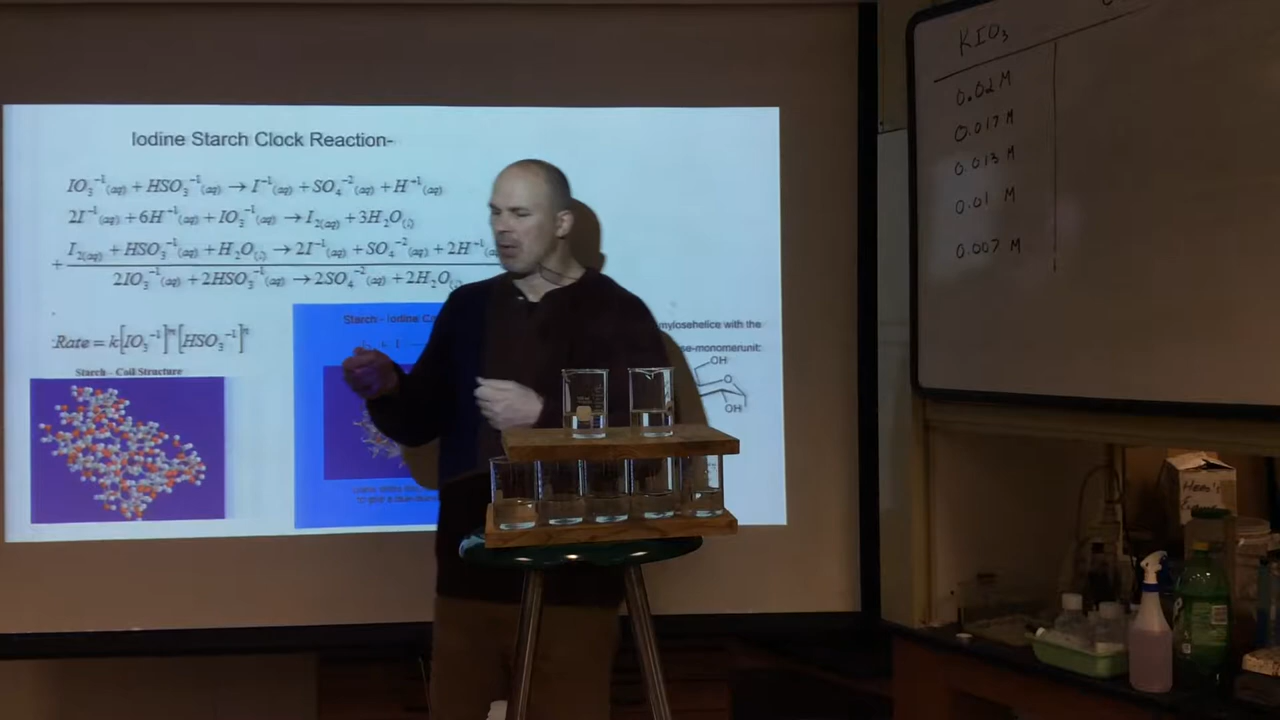 Iodine Starch Clock Reaction-
IO₃⁻¹(aq) + HSO₃⁻¹(aq) → I⁻¹(aq) + SO₄⁻²(aq) + H⁺¹(aq)
2I⁻¹(aq) + 6H⁻¹(aq) + IO₃⁻¹(aq) → I₂(aq) + 3H₂O(l)
+ I₂(aq) + HSO₃⁻¹(aq) + H₂O(l) → 2I⁻¹(aq) + SO₄⁻²(aq) + 2H⁺¹
2IO₃⁻¹(aq) + 2HSO₃⁻¹(aq) → 2SO₄⁻²(aq) + 2H₂O
Rate = k[IO₃⁻¹]ᵐ[HSO₃⁻¹]ⁿ
Starch - Coil Structure
Starch - Iodine
with the
OH
O
OH
KIO₃
0.02 M
0.017 M
0.013 M
0.01 M
0.007 M